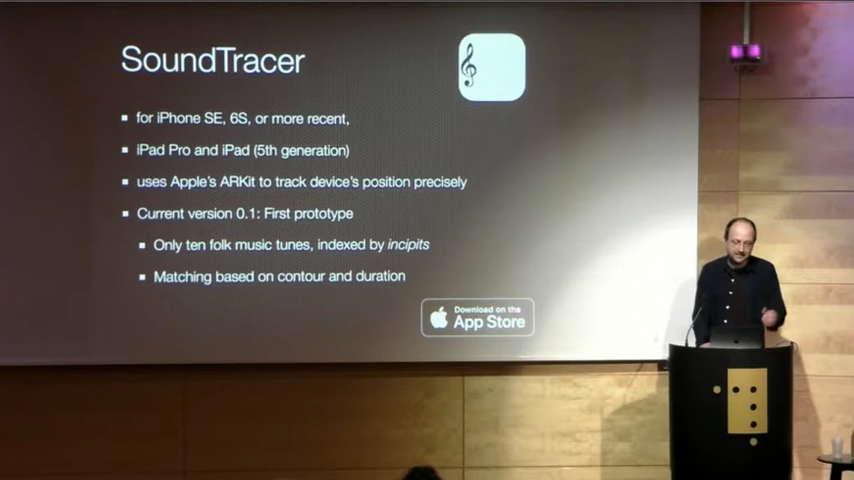 SoundTracer
for iPhone SE, 6S, or more recent,
iPad Pro and iPad (5th generation)
uses Apple's ARKit to track device's position precisely
Current version 0.1: First prototype
Only ten folk music tunes, indexed by incipits
Matching based on contour and duration
Download on the
App Store